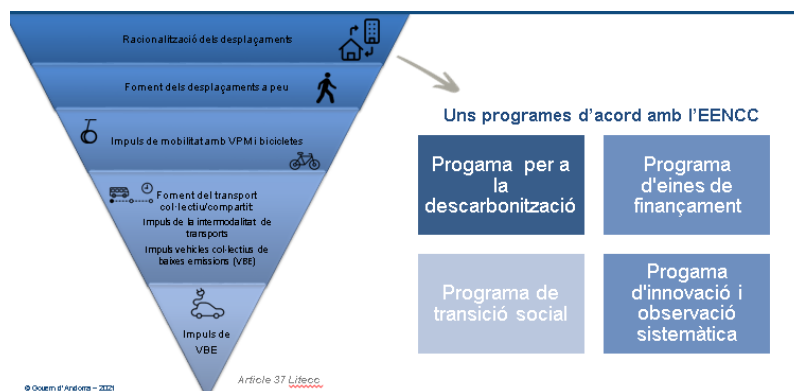 Racionalització dels desplaçaments
Foment dels desplaçaments a peu
Impuls de mobilitat amb VPM i bicicletes
Foment del transport
col·lectiu/compartit
Impuls de la intermodalitat de
transports
Impuls vehicles col·lectius de
baixes emissions (VBE)
Impuls de
VBE
Article 37 Litecc
© Govern d'Andorra – 2021
Uns programes d'acord amb l'EENCC
Progama per a
la
descarbonització
Programa
d'eines de
finançament
Programa de
transició social
Progama
d'innovació i
observació
sistemàtica